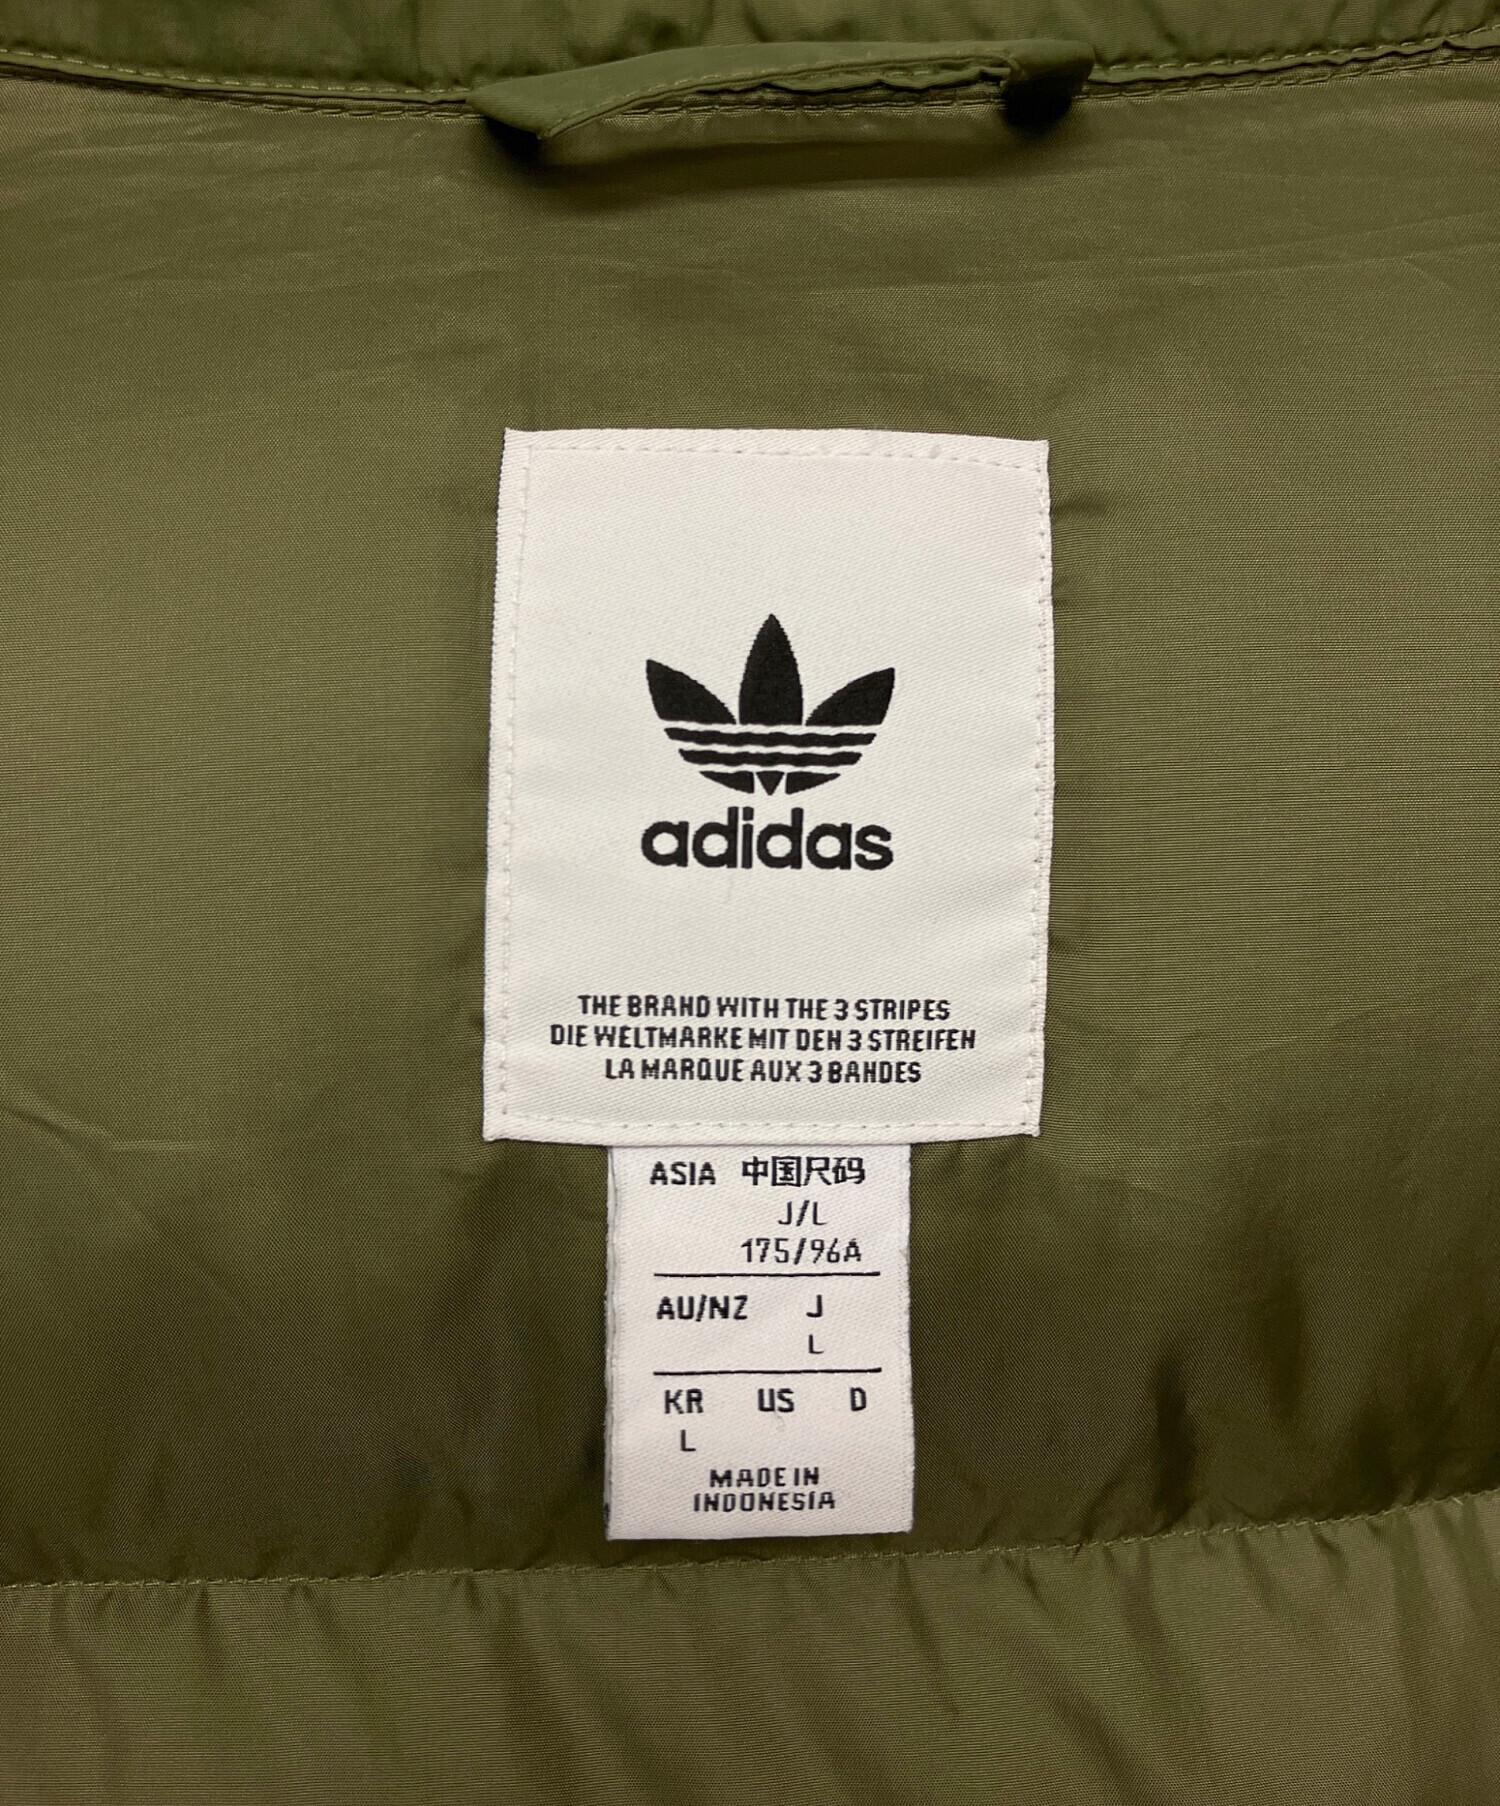 adidas
THE BRAND WITH THE 3 STRIPES
DIE WELTMARKE MIT DEN 3 STREIFEN
LA MARQUE AUX 3 BANDES
ASIA 中国尺码
J/L
175/96A
AU/NZ J
L
KR US D
L
MADE IN
INDONESIA